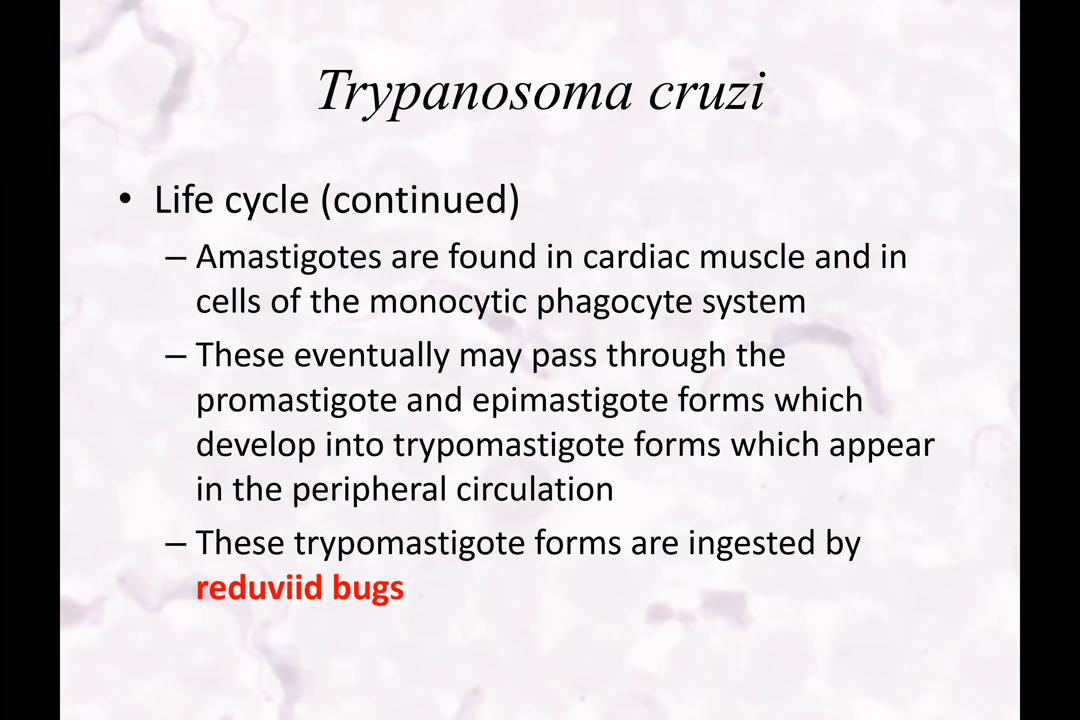 Trypanosoma cruzi
• Life cycle (continued)
– Amastigotes are found in cardiac muscle and in
cells of the monocytic phagocyte system
– These eventually may pass through the
promastigote and epimastigote forms which
develop into trypomastigote forms which appear
in the peripheral circulation
– These trypomastigote forms are ingested by
reduviid bugs